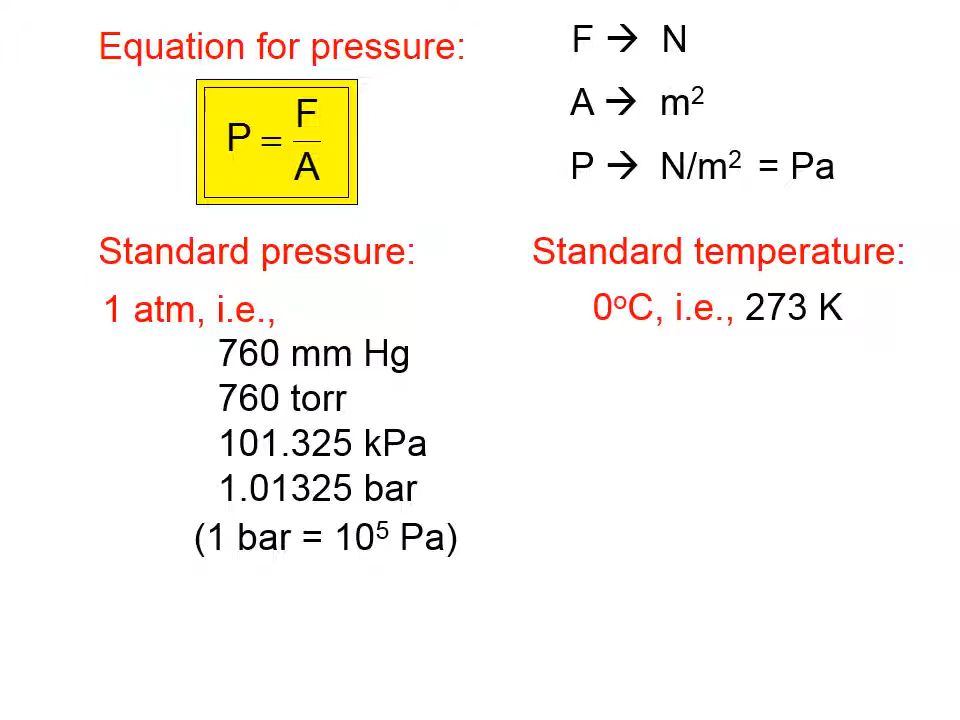 Equation for pressure:
P = F/A
F → N
A → m²
P → N/m² = Pa
Standard pressure:
1 atm, i.e.,
760 mm Hg
760 torr
101.325 kPa
1.01325 bar
(1 bar = 10⁵ Pa)
Standard temperature:
0ᵒC, i.e., 273 K